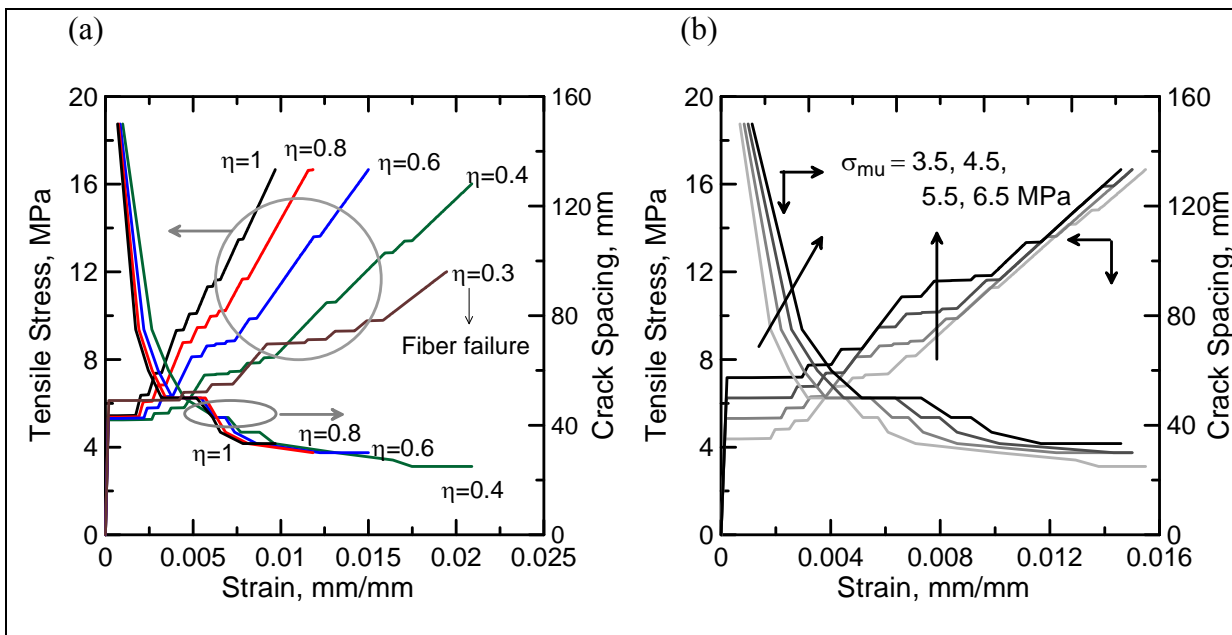 (a)
20
16
12
8
4
0
Tensile Stress, MPa
160
120
80
40
0
Crack Spacing, mm
η=1
η=0.8
η=0.6
η=0.4
η=0.3
Fiber failure
η=1
η=0.8
η=0.6
η=0.4
0
0.005
0.01
0.015
0.02
0.025
Strain, mm/mm
(b)
20
16
12
8
4
0
Tensile Stress, MPa
160
120
80
40
0
Crack Spacing, mm
σmu = 3.5, 4.5,
5.5, 6.5 MPa
0
0.004
0.008
0.012
0.016
Strain, mm/mm